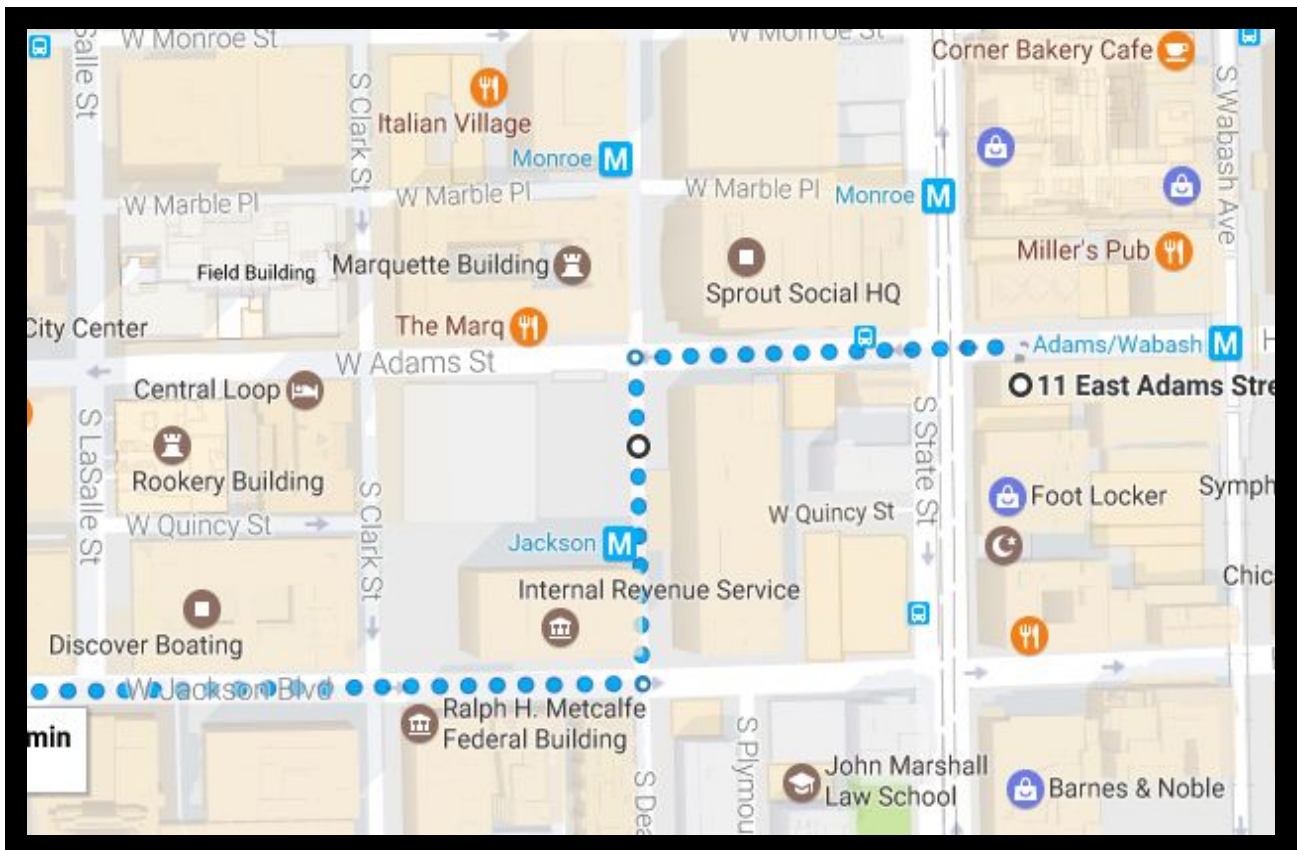 W Monroe St
W Monroe St
Corner Bakery Cafe
Salle St
S Clark St
S Wabash Ave
Italian Village
Monroe M
W Marble Pl
W Marble Pl
W Marble Pl
Monroe M
Field Building
Marquette Building
Miller's Pub
Sprout Social HQ
City Center
The Marq
W Adams St
Adams/Wabash M
H
Central Loop
11 East Adams Stre
S LaSalle St
Rookery Building
S Clark St
S State St
Foot Locker
Symph
W Quincy St
W Quincy St
Jackson M
Internal Revenue Service
Chic
Discover Boating
W Jackson Blvd
min
Ralph H. Metcalfe
Federal Building
S Dea
S Plymou
John Marshall
Law School
Barnes & Noble